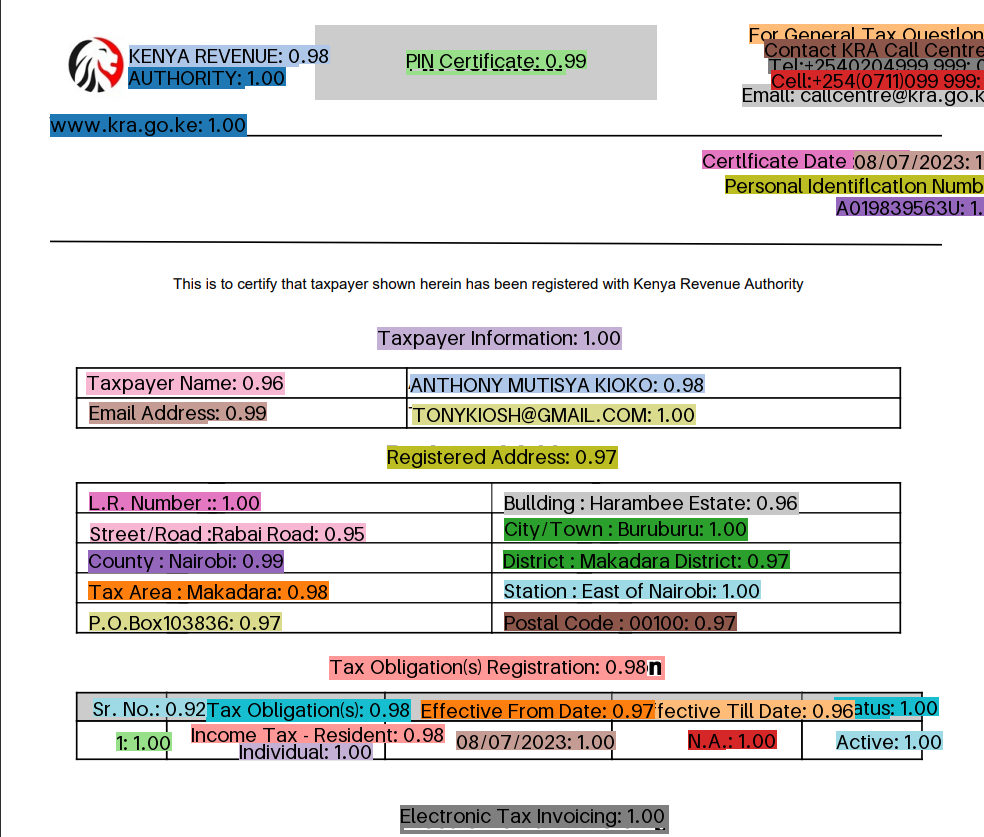 KENYA REVENUE: 0.98
AUTHORITY: 1.00
PIN Certificate: 0.99
For General Tax Question
Contact KRA Call Centre
Tel:+2540204999 999: 0
Cell:+254(0711)099 999:
Email: callcentre@kra.go.k
www.kra.go.ke: 1.00
Certificate Date :
08/07/2023: 1
Personal Identification Numb
A019839563U: 1.
This is to certify that taxpayer shown herein has been registered with Kenya Revenue Authority
Taxpayer Information: 1.00
Taxpayer Name: 0.96 ANTHONY MUTISYA KIOKO: 0.98
Email Address: 0.99 TONYKIOSH@GMAIL.COM: 1.00
Registered Address: 0.97
L.R. Number :: 1.00 Building : Harambee Estate: 0.96
Street/Road :Rabai Road: 0.95 City/Town : Buruburu: 1.00
County : Nairobi: 0.99 District : Makadara District: 0.97
Tax Area : Makadara: 0.98 Station : East of Nairobi: 1.00
P.O.Box103836: 0.97 Postal Code : 00100: 0.97
Tax Obligation(s) Registration: 0.98 n
Sr. No.: 0.92 Tax Obligation(s): 0.98 Effective From Date: 0.97 ffective Till Date: 0.96 atus: 1.00
1: 1.00 Income Tax - Resident: 0.98 08/07/2023: 1.00 N.A.: 1.00 Active: 1.00
Individual: 1.00
Electronic Tax Invoicing: 1.00